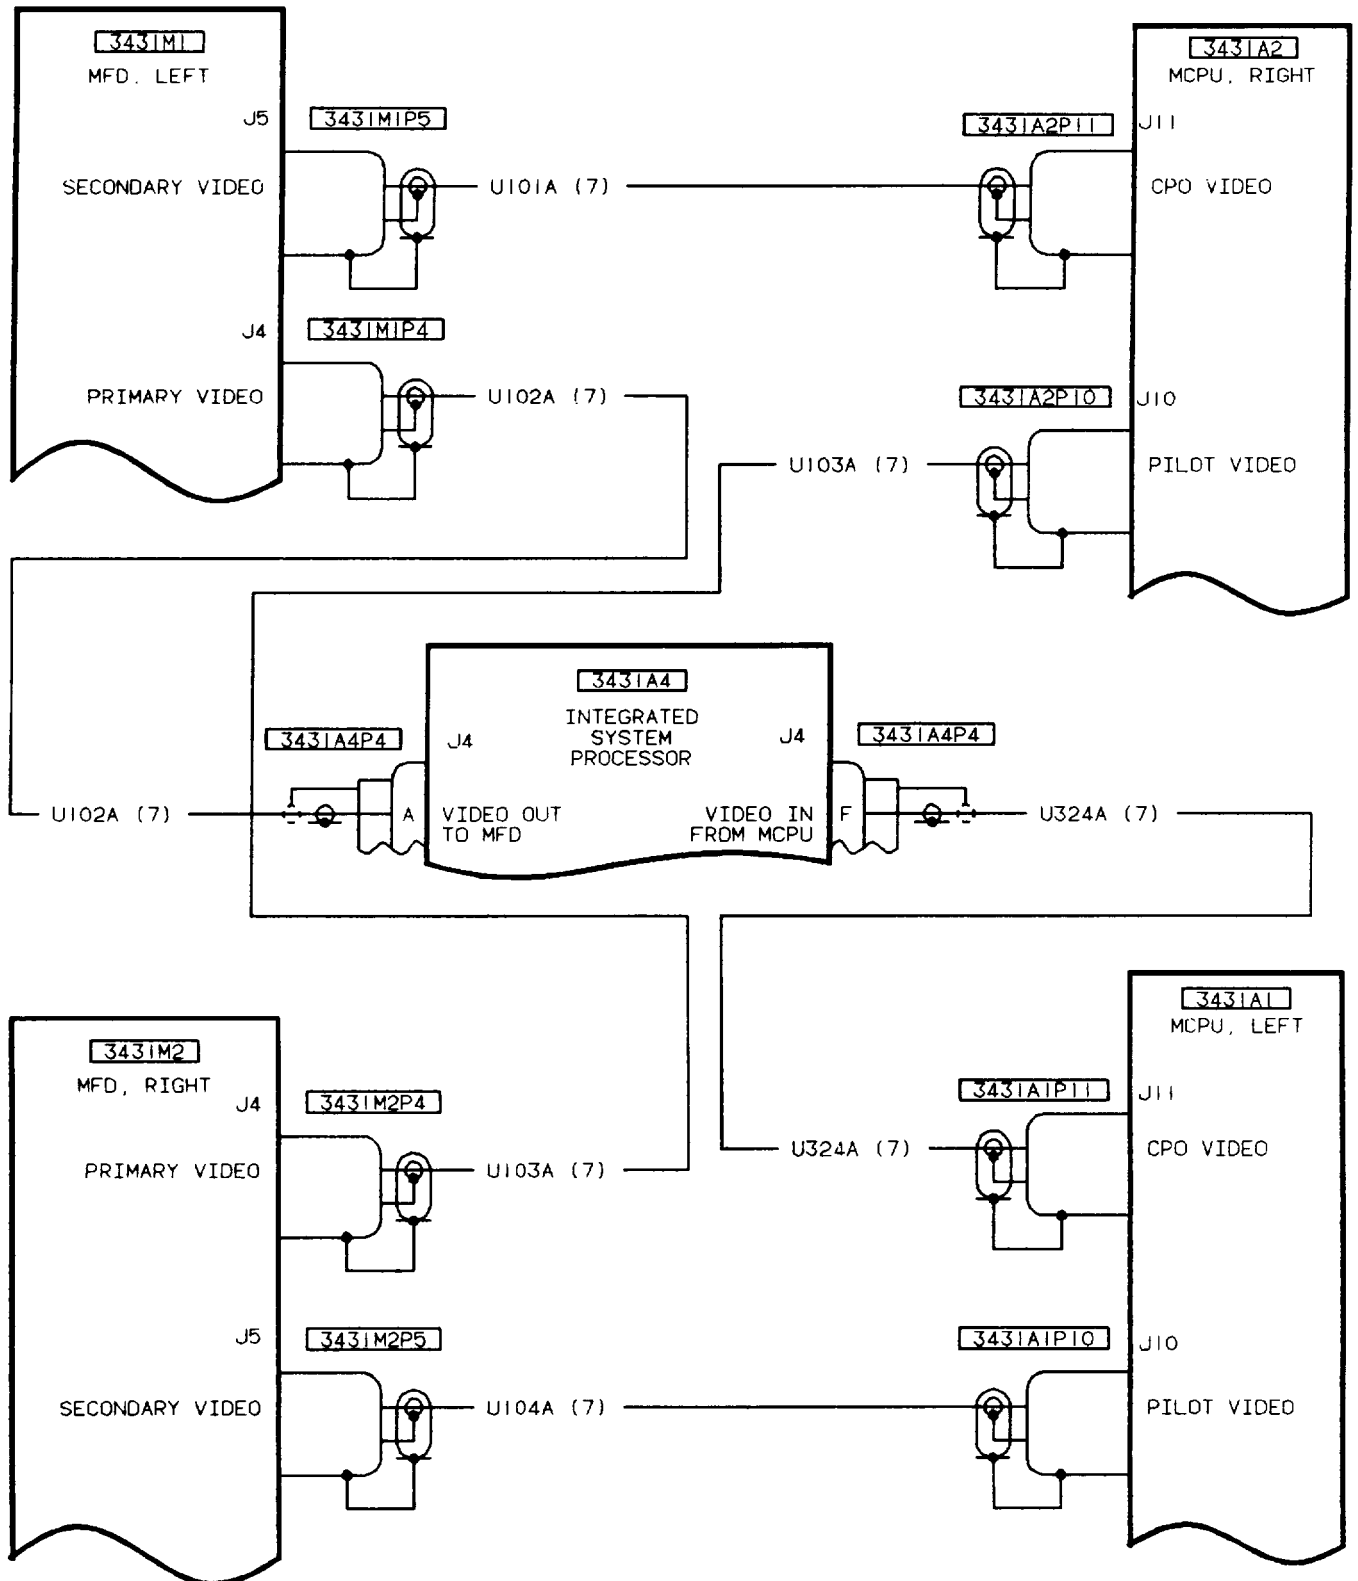 3431M1
MFD, LEFT
J5
3431M1P5
SECONDARY VIDEO
U101A (7)
J4
3431M1P4
PRIMARY VIDEO
U102A (7)
3431A2
MCPU, RIGHT
3431A2P11
J11
CPO VIDEO
3431A2P10
J10
U103A (7)
PILOT VIDEO
3431A4
INTEGRATED
SYSTEM
PROCESSOR
3431A4P4
J4
J4
3431A4P4
U102A (7)
A
VIDEO OUT
TO MFD
VIDEO IN
FROM MCPU
F
U324A (7)
3431M2
MFD, RIGHT
J4
3431M2P4
PRIMARY VIDEO
U103A (7)
J5
3431M2P5
SECONDARY VIDEO
U104A (7)
3431A1
MCPU, LEFT
3431A1P11
J11
U324A (7)
CPO VIDEO
3431A1P10
J10
PILOT VIDEO